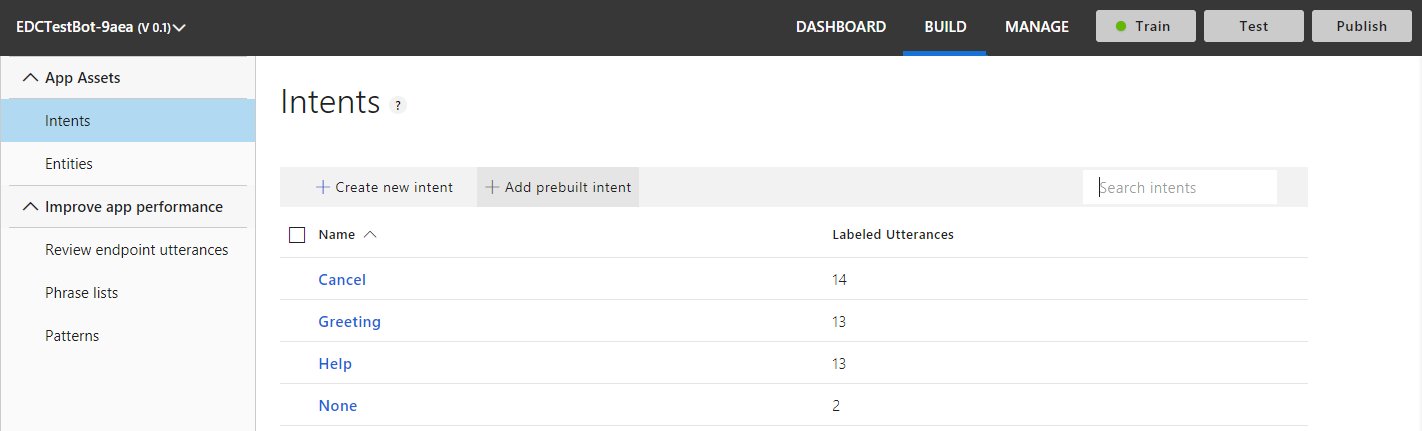 EDCTestBot-9aea (V 0.1) DASHBOARD BUILD MANAGE Train Test Publish
App Assets
Intents
Entities
Improve app performance
Review endpoint utterances
Phrase lists
Patterns
Intents ?
+ Create new intent + Add prebuilt intent Search intents
Name Labeled Utterances
Cancel 14
Greeting 13
Help 13
None 2